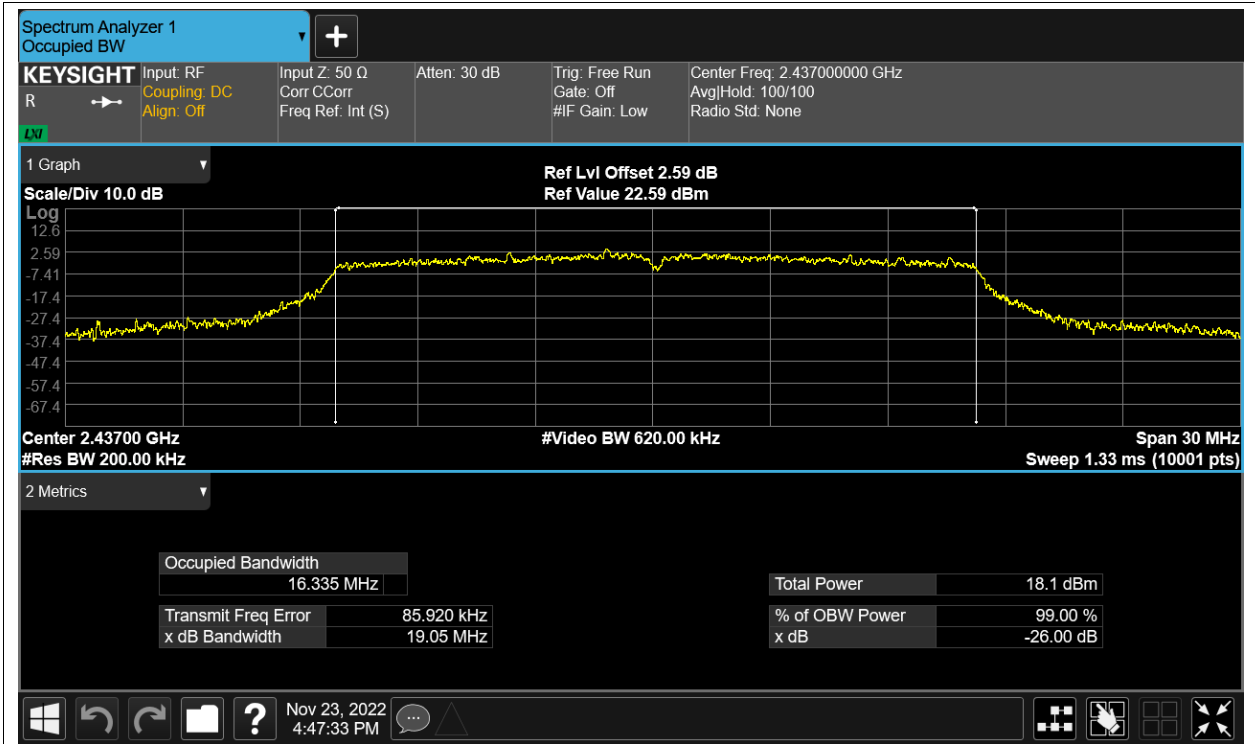 Spectrum Analyzer 1
Occupied BW
KEYSIGHT
R
LXI
Input: RF
Coupling: DC
Align: Off
Input Z: 50 Ω
Corr CCorr
Freq Ref: Int (S)
Atten: 30 dB
Trig: Free Run
Gate: Off
#IF Gain: Low
Center Freq: 2.437000000 GHz
Avg|Hold: 100/100
Radio Std: None
1 Graph
Scale/Div 10.0 dB
Ref Lvl Offset 2.59 dB
Ref Value 22.59 dBm
Log
12.6
2.59
-7.41
-17.4
-27.4
-37.4
-47.4
-57.4
-67.4
Center 2.43700 GHz
#Res BW 200.00 kHz
#Video BW 620.00 kHz
Span 30 MHz
Sweep 1.33 ms (10001 pts)
2 Metrics
Occupied Bandwidth
16.335 MHz
Transmit Freq Error 85.920 kHz
x dB Bandwidth 19.05 MHz
Total Power 18.1 dBm
% of OBW Power 99.00 %
x dB -26.00 dB
?
Nov 23, 2022
4:47:33 PM